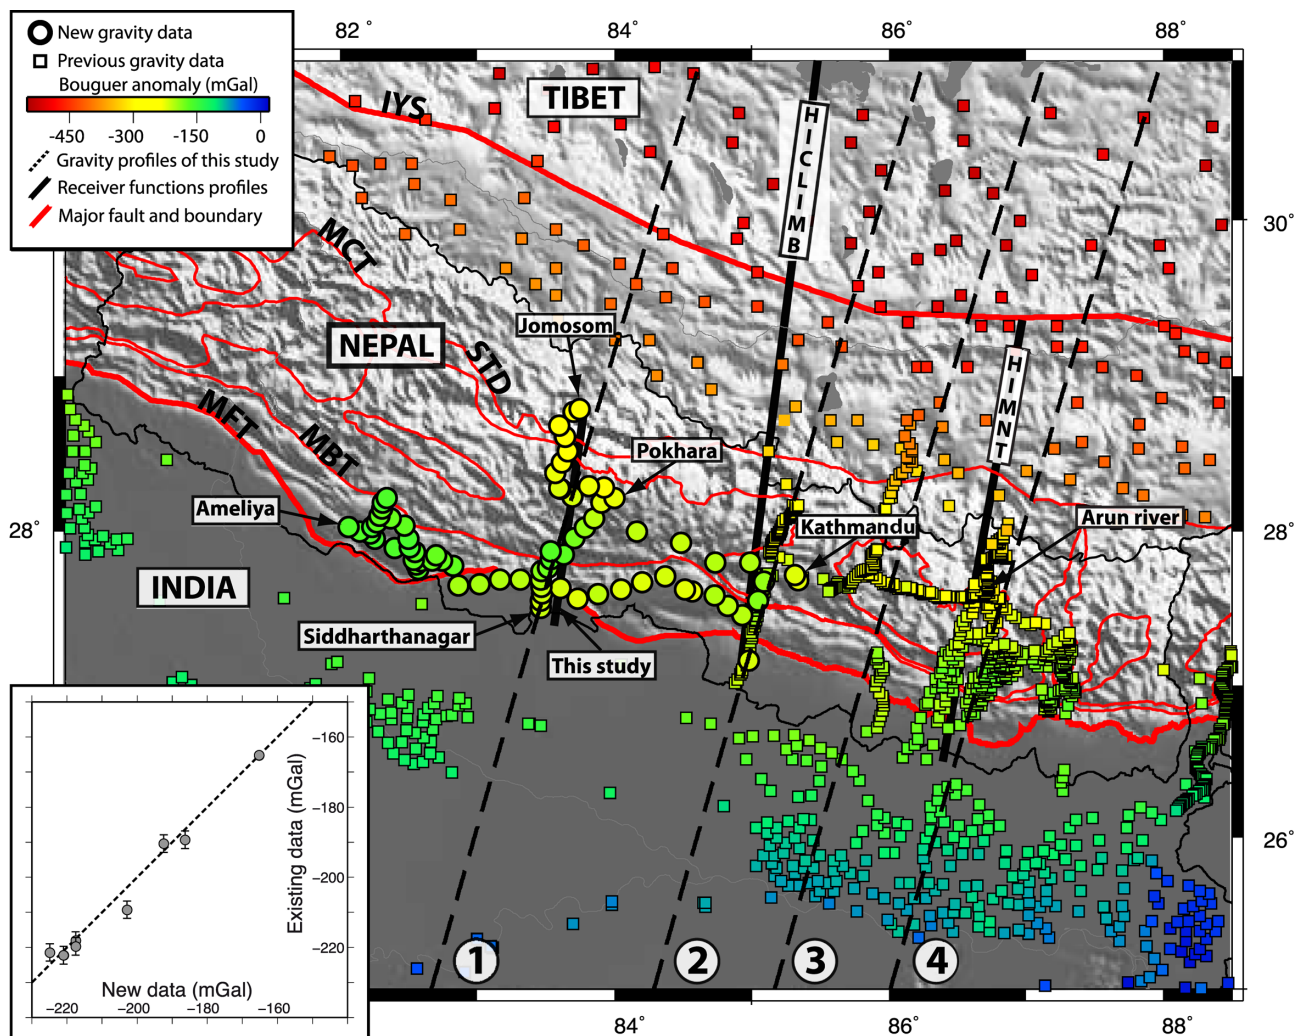 New gravity data
Previous gravity data
Bouguer anomaly (mGal)
-450 -300 -150 0
Gravity profiles of this study
Receiver functions profiles
Major fault and boundary
82° 84° 86° 88°
TIBET
IYS
HICLIMB
30°
MCT
Jomosom
NEPAL
STD
HIMNT
MFT
MBT
Pokhara
Ameliya
28°
Kathmandu
Arun river
28°
INDIA
Siddharthanagar
This study
26°
1 2 3 4
84° 86° 88°
−160
−180
−200
−220
Existing data (mGal)
New data (mGal)
−220 −200 −180 −160